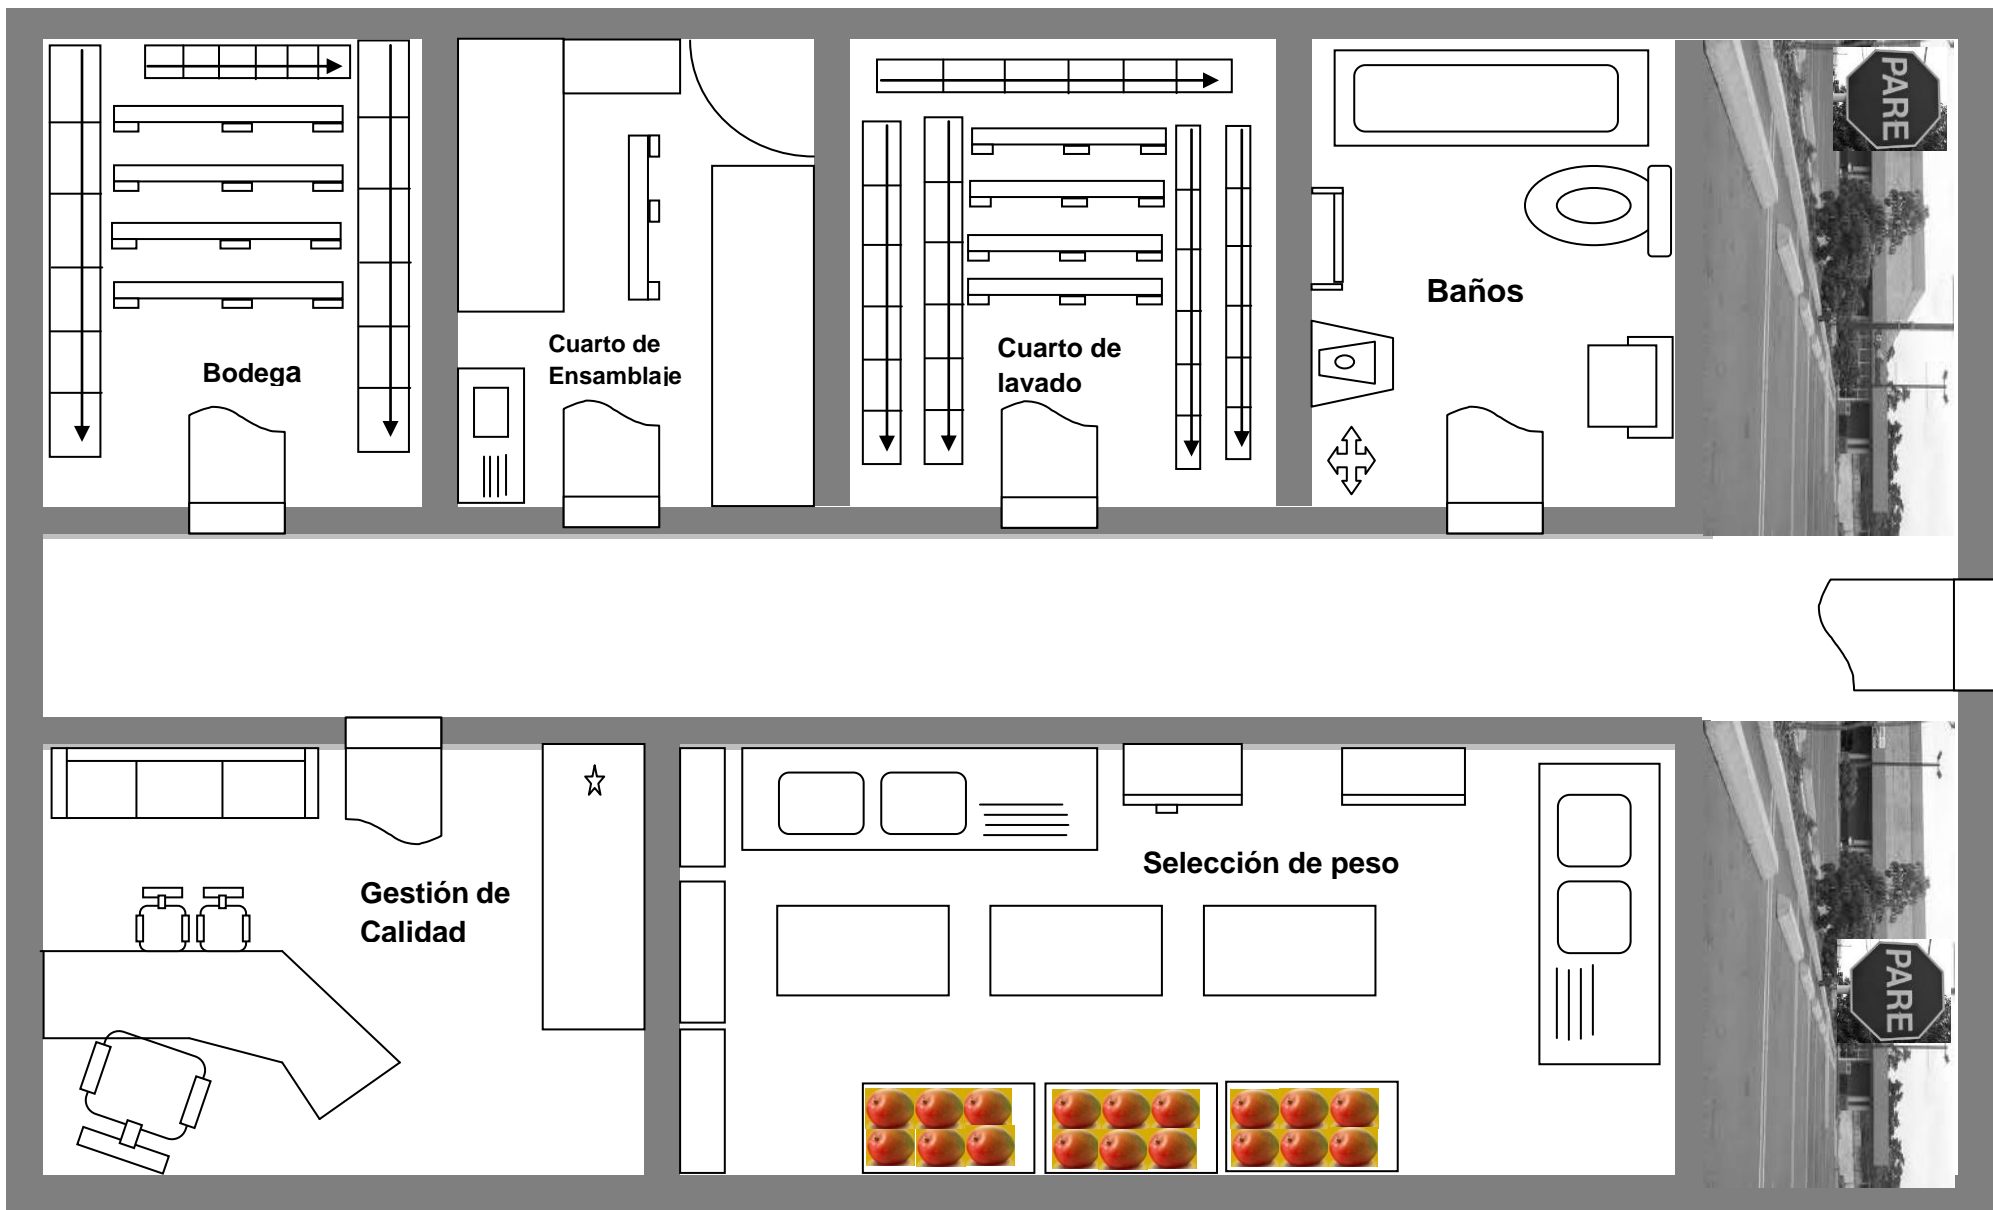 PARE
Baños
Cuarto de
Ensamblaje
Cuarto de
lavado
Bodega
Selección de peso
Gestión de
Calidad
PARE